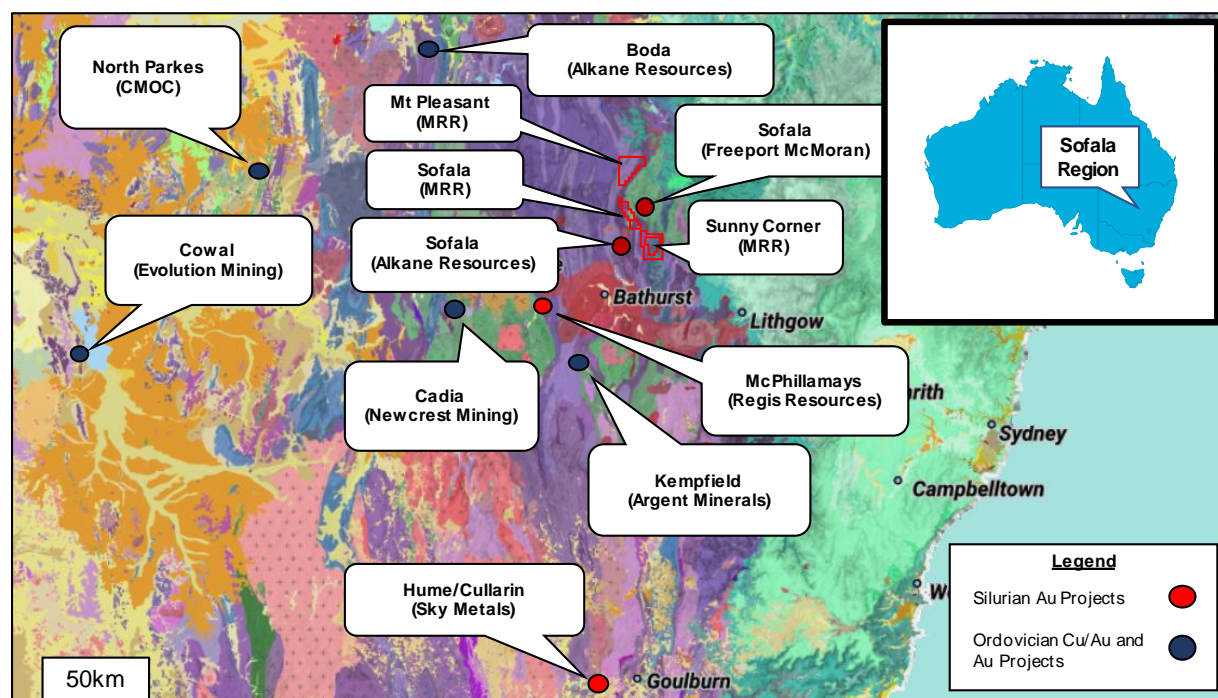 North Parkes
(CMOC)
Boda
(Alkane Resources)
Mt Pleasant
(MRR)
Sofala
(Freeport McMoran)
Sofala
Region
Sofala
(MRR)
Cowal
(Evolution Mining)
Sofala
(Alkane Resources)
Sunny Corner
(MRR)
Bathurst
Lithgow
Cadia
(Newcrest Mining)
McPhillamays
(Regis Resources)
Sydney
Campbelltown
Kempfield
(Argent Minerals)
Hume/Cullarin
(Sky Metals)
Goulburn
50km
Legend
Silurian Au Projects
Ordovician Cu/Au and
Au Projects